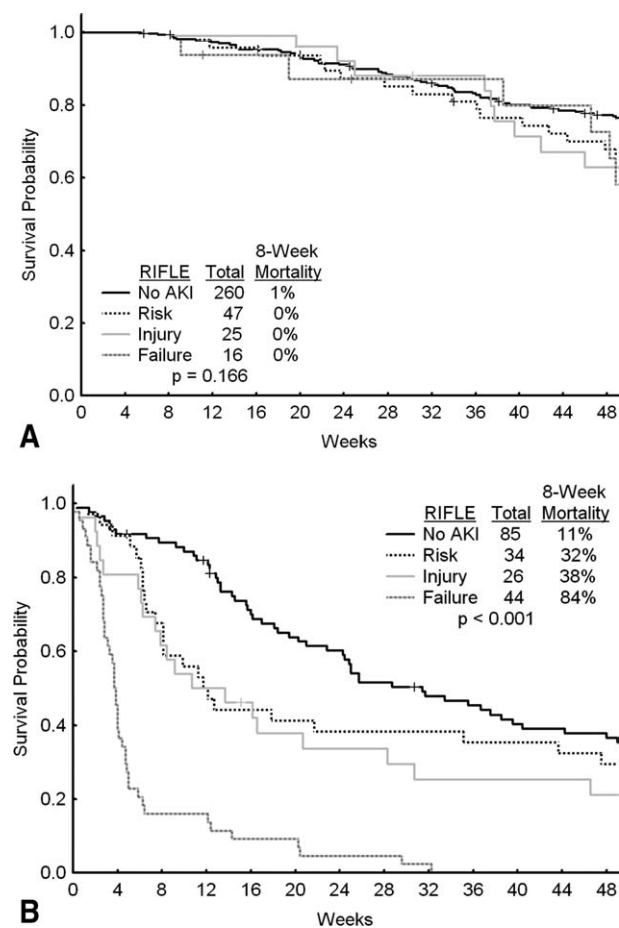 1.0
0.8
0.6
0.4
0.2
0.0
Survival Probability
8-Week
RIFLE Total Mortality
No AKI 260 1%
Risk 47 0%
Injury 25 0%
Failure 16 0%
p = 0.166
0 4 8 12 16 20 24 28 32 36 40 44 48
Weeks
A
1.0
0.8
0.6
0.4
0.2
0.0
Survival Probability
8-Week
RIFLE Total Mortality
No AKI 85 11%
Risk 34 32%
Injury 26 38%
Failure 44 84%
p < 0.001
0 4 8 12 16 20 24 28 32 36 40 44 48
Weeks
B